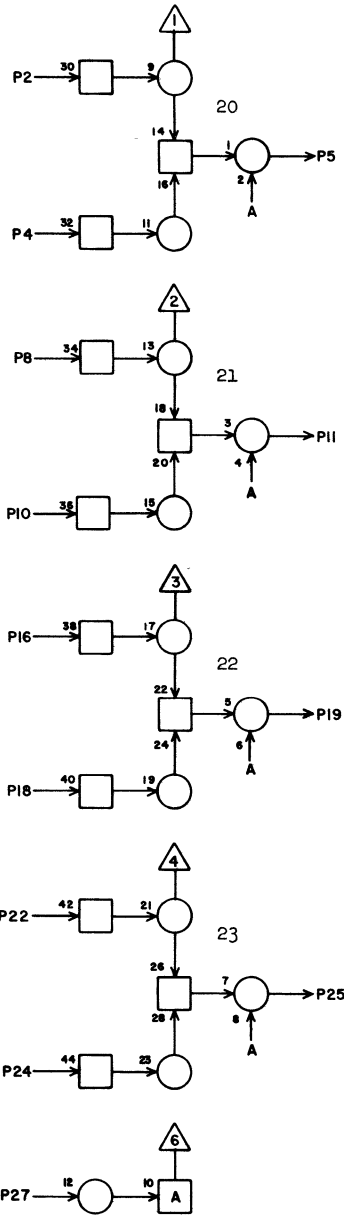 1
P2 30 9
20
14 1 P5
16 2
A
P4 32 11
2
P8 34 13
21
18 3 P11
20 4
A
P10 36 15
3
P16 38 17
22
22 5 P19
24 6
A
P18 40 19
4
P22 42 21
23
26 7 P25
28 8
A
P24 44 23
6
P27 12 10 A